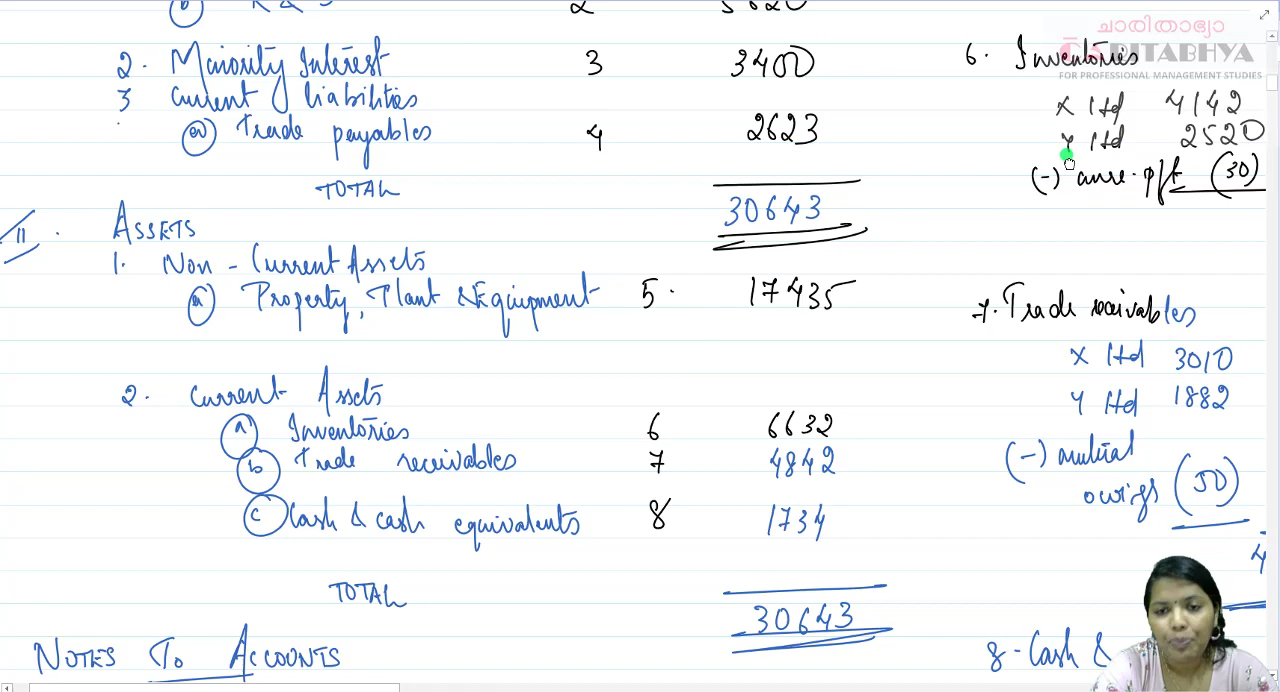 ചാരിതാഭ്യാ
CARITABHYA
FOR PROFESSIONAL MANAGEMENT STUDIES
2. Minority Interest 3 3400
3 Current liabilities
(a) Trade payables 4 2623
TOTAL 30643
II. ASSETS
1. Non-Current Assets
(a) Property, Plant & Equipment 5. 17435
2. Current Assets
(a) Inventories 6 6632
(b) Trade receivables 7 4842
(c) Cash & cash equivalents 8 1734
TOTAL 30643
NOTES TO ACCOUNTS
6. Inventories
X ltd 4142
Y ltd 2520
(-) unre. pft (30)
7. Trade receivables
X ltd 3010
Y ltd 1882
(-) mutual
owings (50)
4
8- Cash &